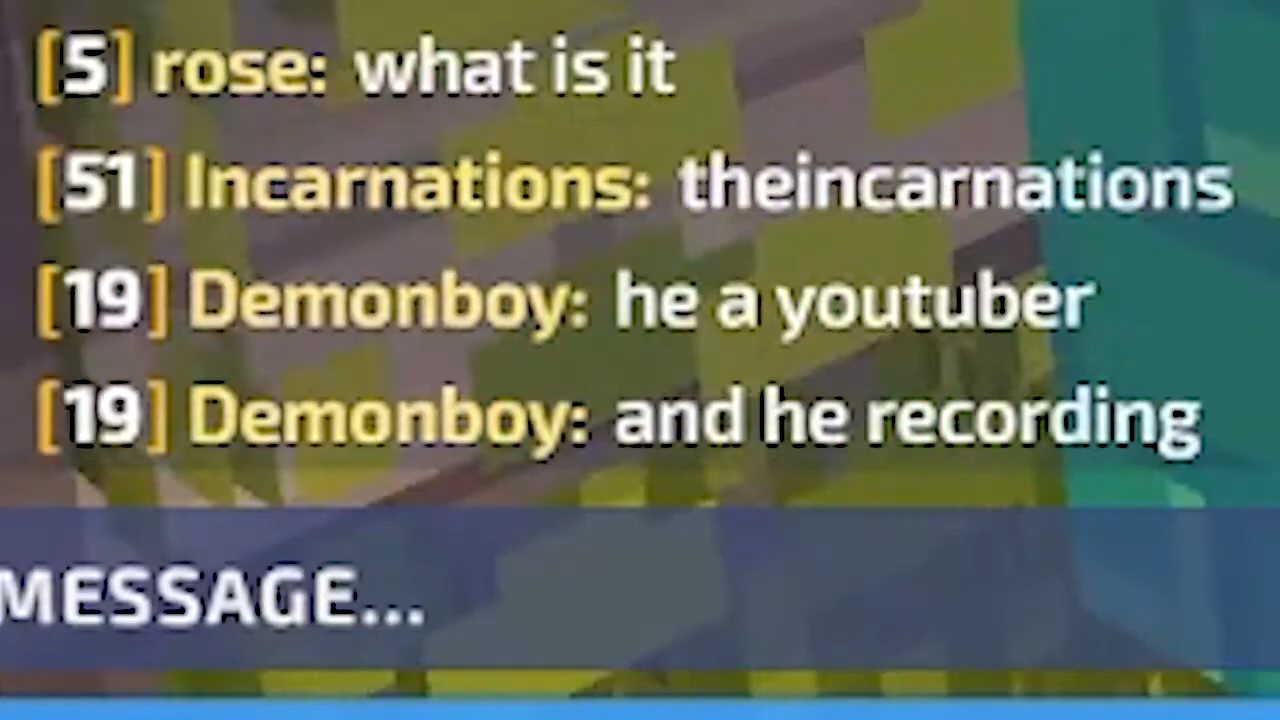 [5] rose: what is it
[51] Incarnations: theincarnations
[19] Demonboy: he a youtuber
[19] Demonboy: and he recording
MESSAGE...